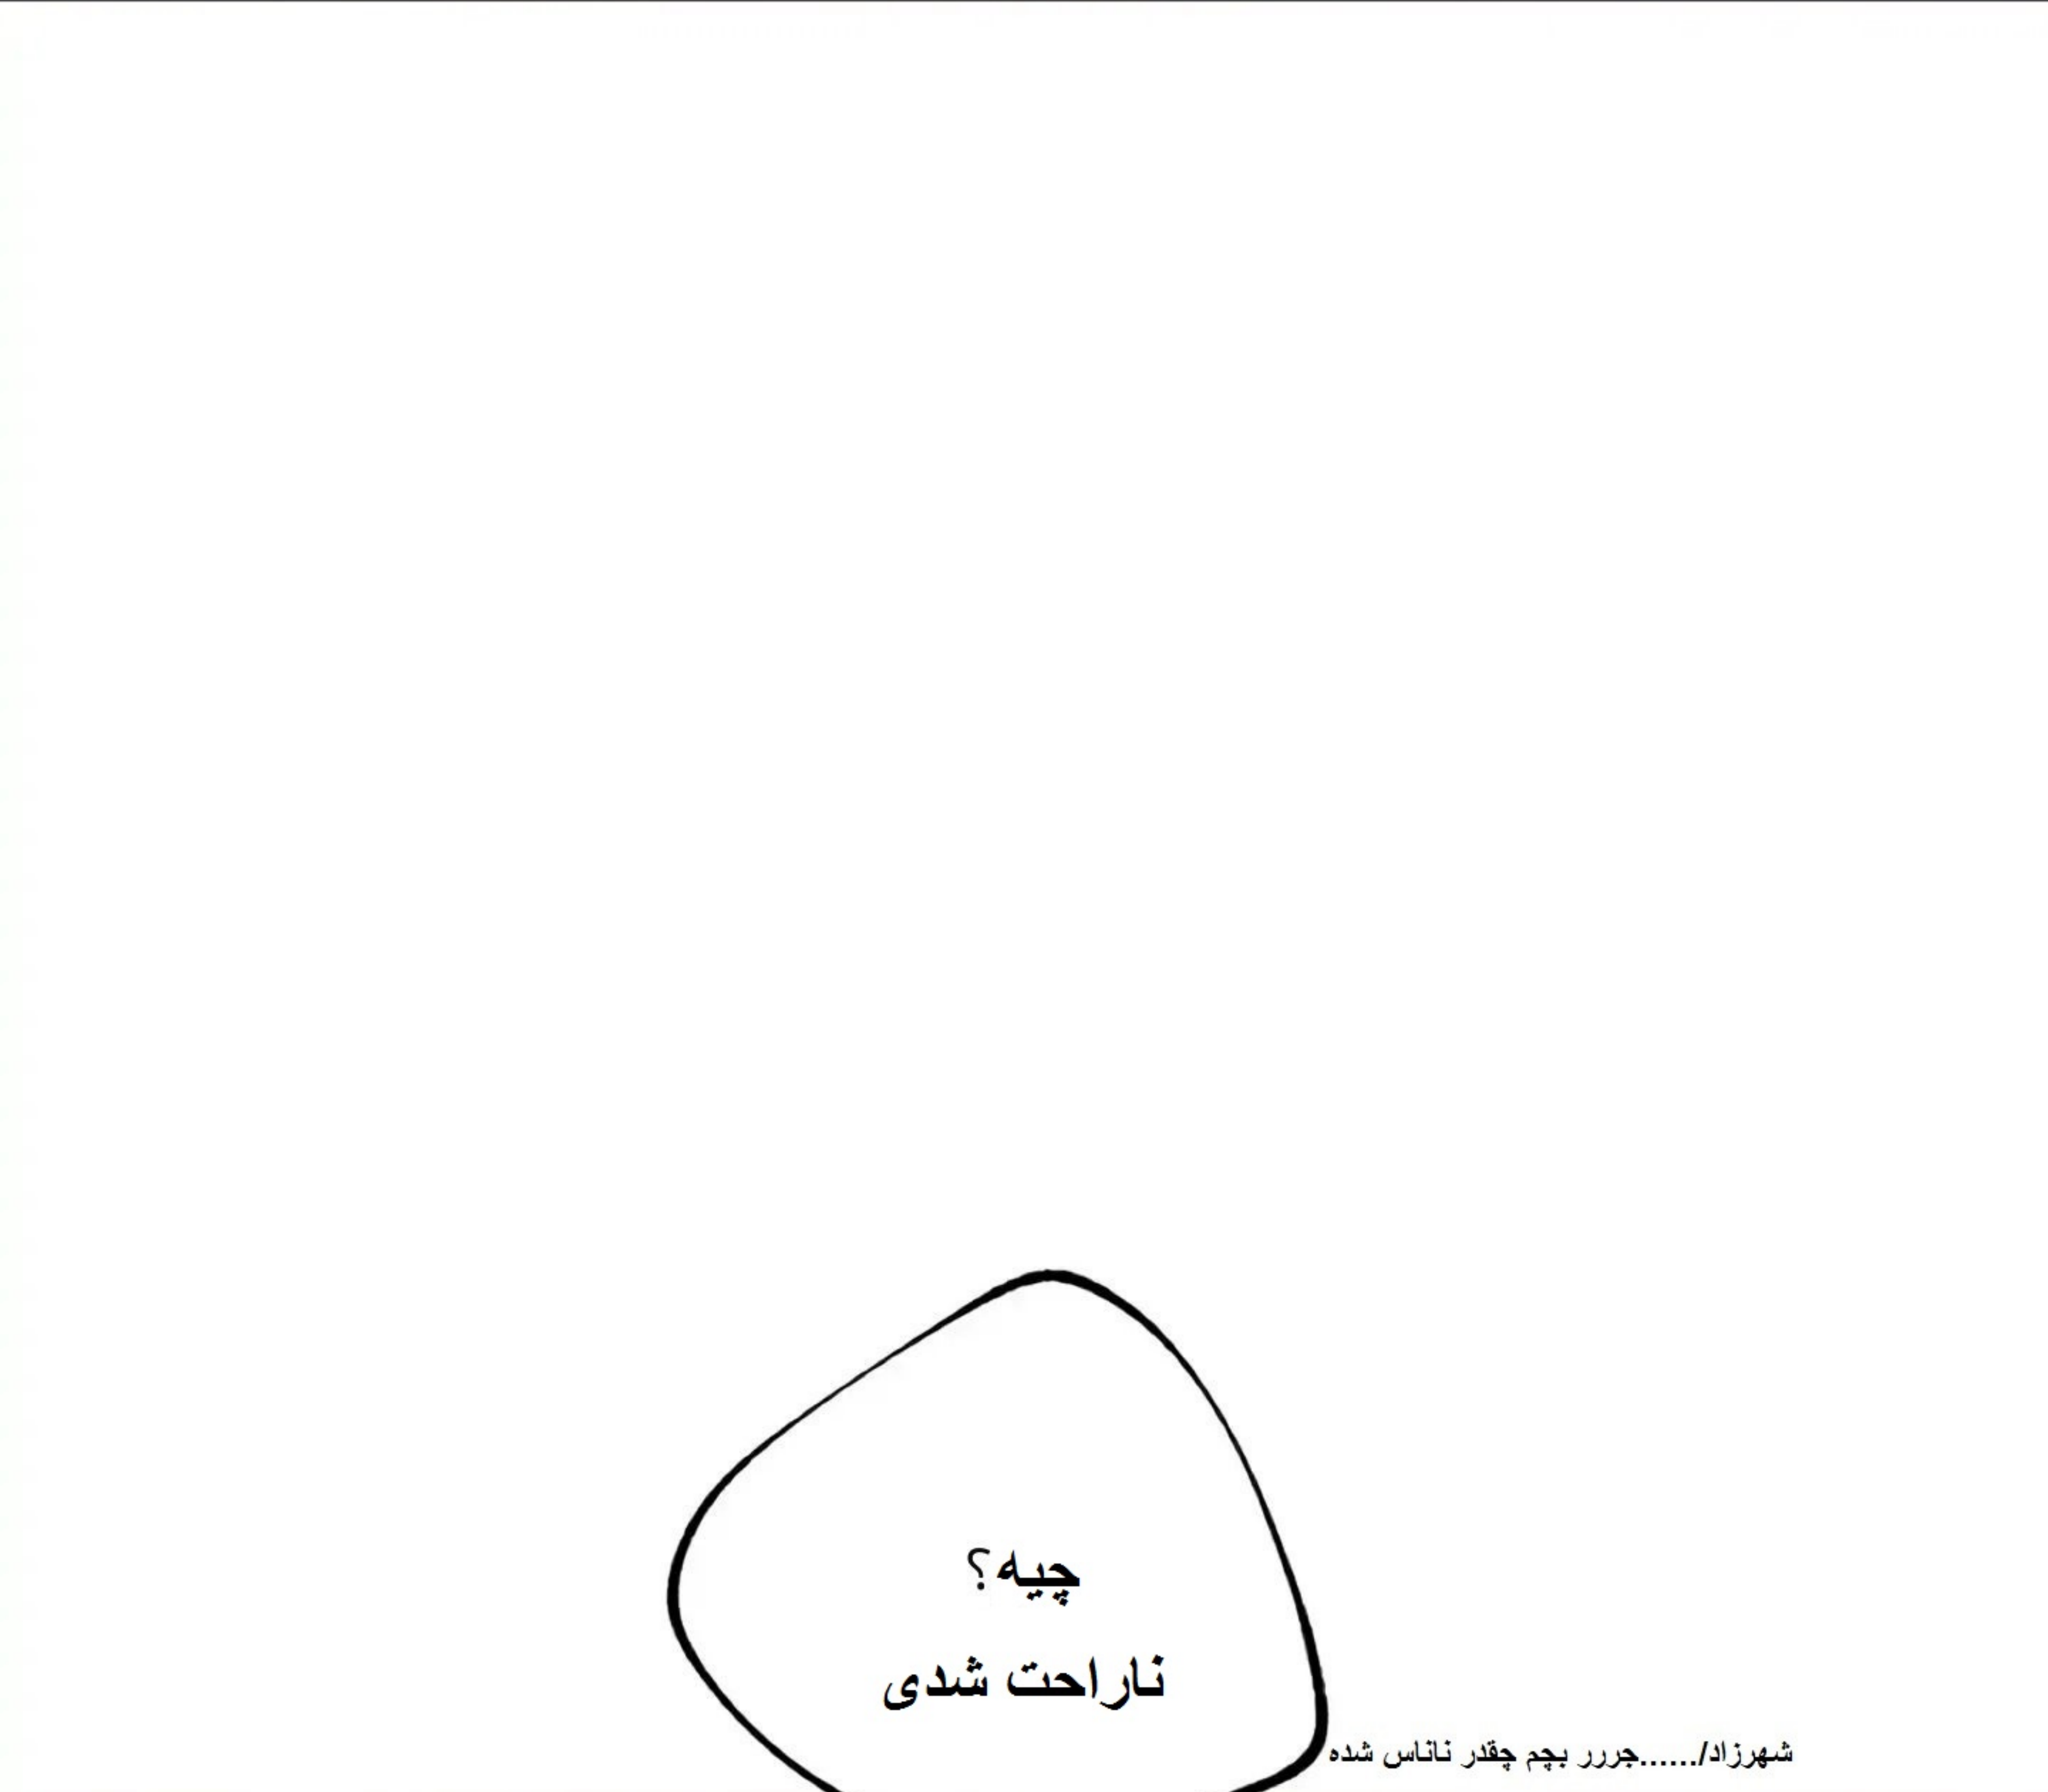 چیه؟
ناراحت شدی
شهرزاد/......جررر بچم چقدر ناناس شده